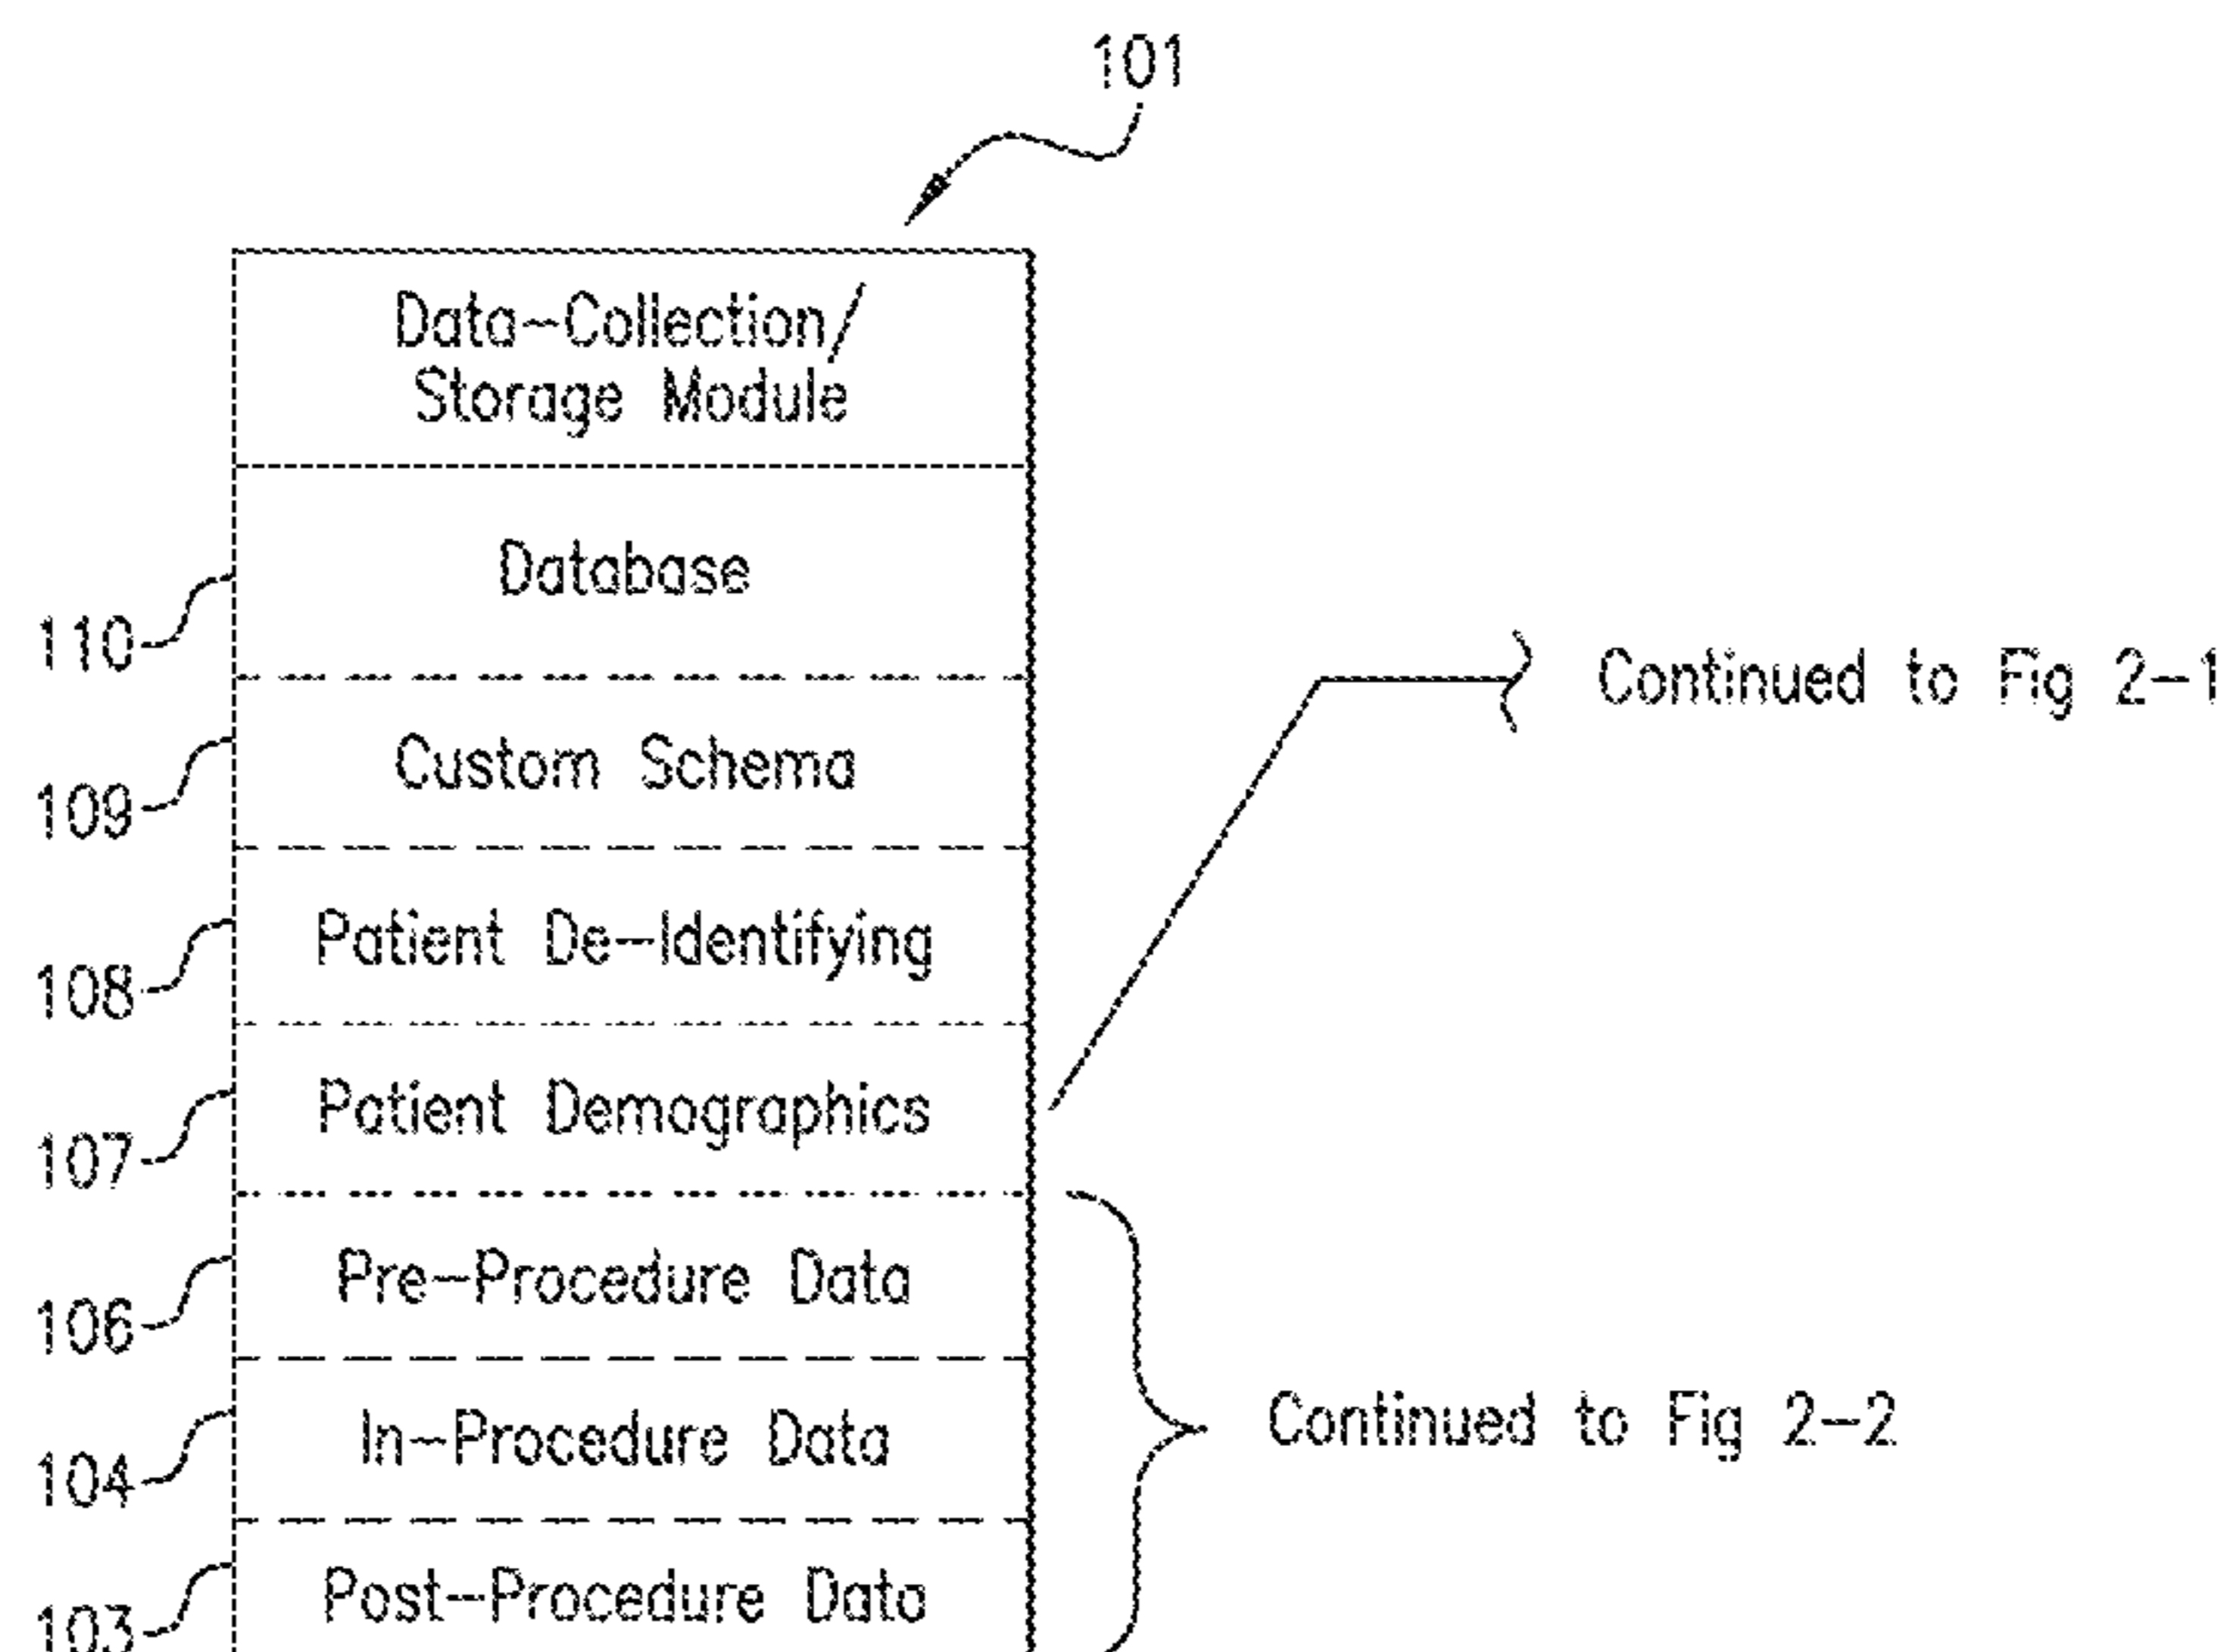 101
Data-Collection/
Storage Module
Database
110
Continued to Fig 2-1
Custom Schema
109
Patient De-Identifying
108
Patient Demographics
107
Pre-Procedure Data
106
Continued to Fig 2-2
In-Procedure Data
104
Post-Procedure Data
103